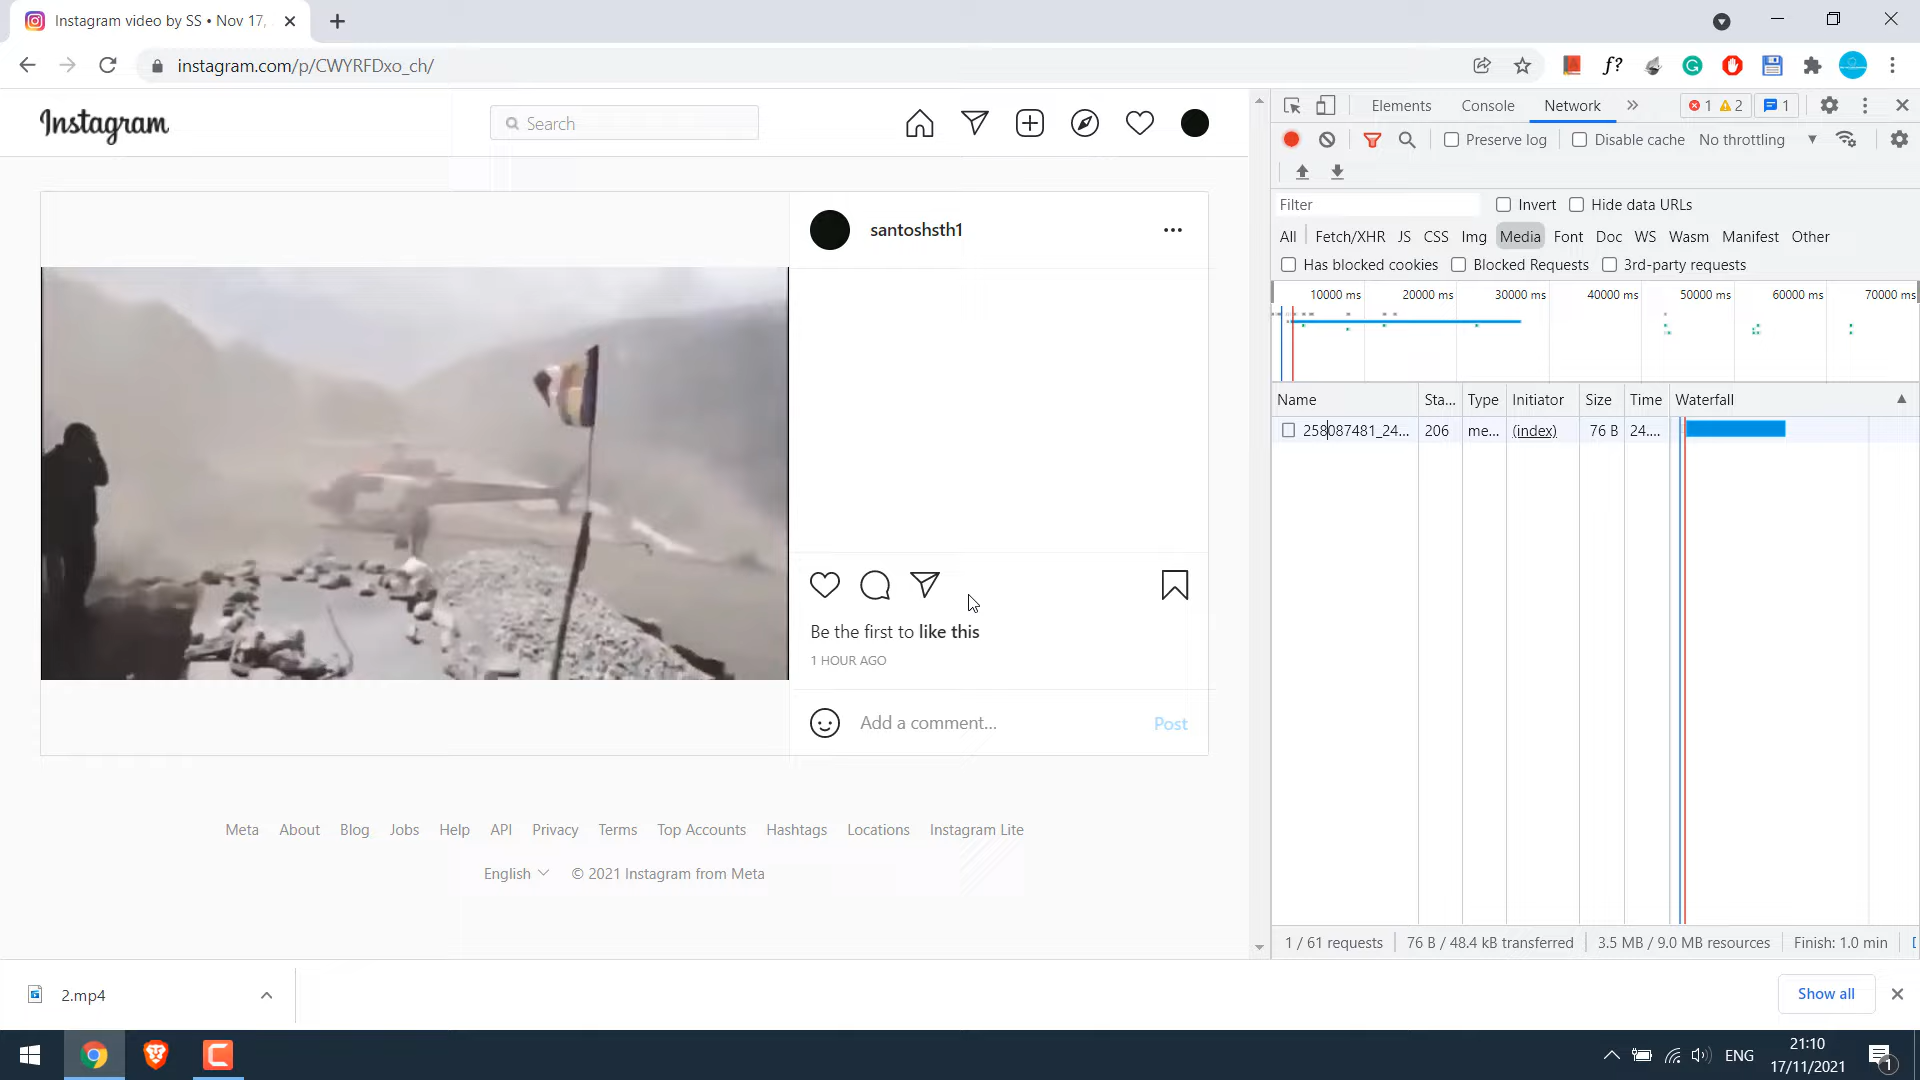 Instagram video by SS • Nov 17,
instagram.com/p/CWYRFDxo_ch/
f?
Instagram
Search
santoshsth1
Be the first to like this
1 HOUR AGO
Add a comment...
Post
Meta About Blog Jobs Help API Privacy Terms Top Accounts Hashtags Locations Instagram Lite
English © 2021 Instagram from Meta
Elements Console Network 1 2 1
Preserve log Disable cache No throttling
Filter Invert Hide data URLs
All Fetch/XHR JS CSS Img Media Font Doc WS Wasm Manifest Other
Has blocked cookies Blocked Requests 3rd-party requests
10000 ms 20000 ms 30000 ms 40000 ms 50000 ms 60000 ms 70000 ms
Name Sta... Type Initiator Size Time Waterfall
258087481_24... 206 me... (index) 76 B 24....
1 / 61 requests 76 B / 48.4 kB transferred 3.5 MB / 9.0 MB resources Finish: 1.0 min
2.mp4
Show all
ENG
21:10
17/11/2021
1